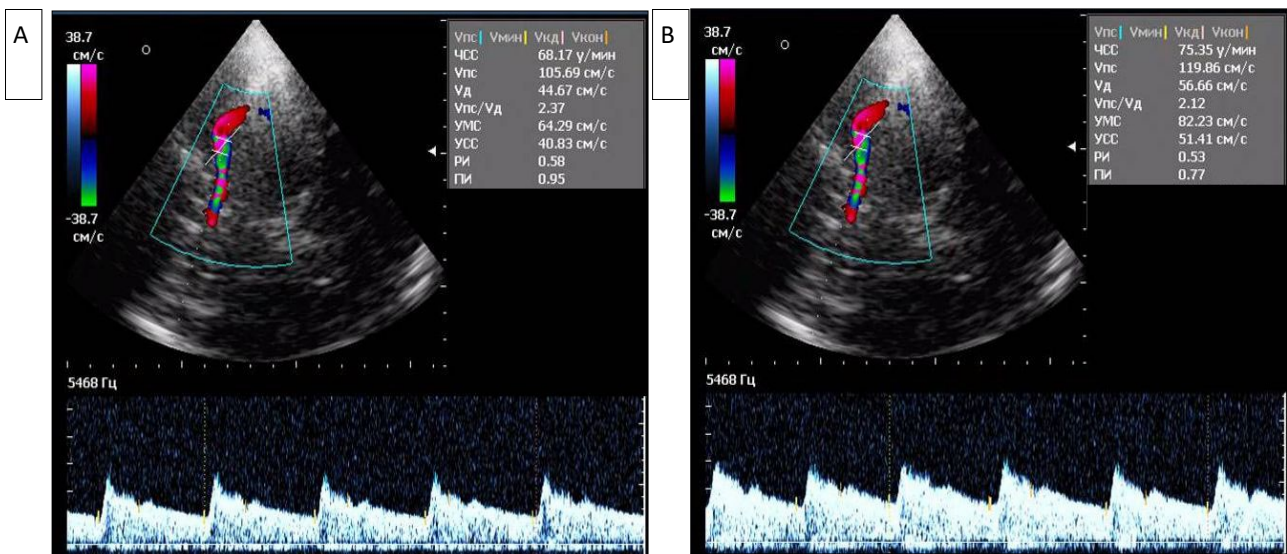 A
38.7
см/с
-38.7
см/с
Vпс Vмин Vкд Vкон
ЧСС 68.17 у/мин
Vпс 105.69 см/с
Vд 44.67 см/с
Vпс/Vд 2.37
УМС 64.29 см/с
УСС 40.83 см/с
РИ 0.58
ПИ 0.95
5468 Гц
B
38.7
см/с
-38.7
см/с
Vпс Vмин Vкд Vкон
ЧСС 75.35 у/мин
Vпс 119.86 см/с
Vд 56.66 см/с
Vпс/Vд 2.12
УМС 82.23 см/с
УСС 51.41 см/с
РИ 0.53
ПИ 0.77
5468 Гц